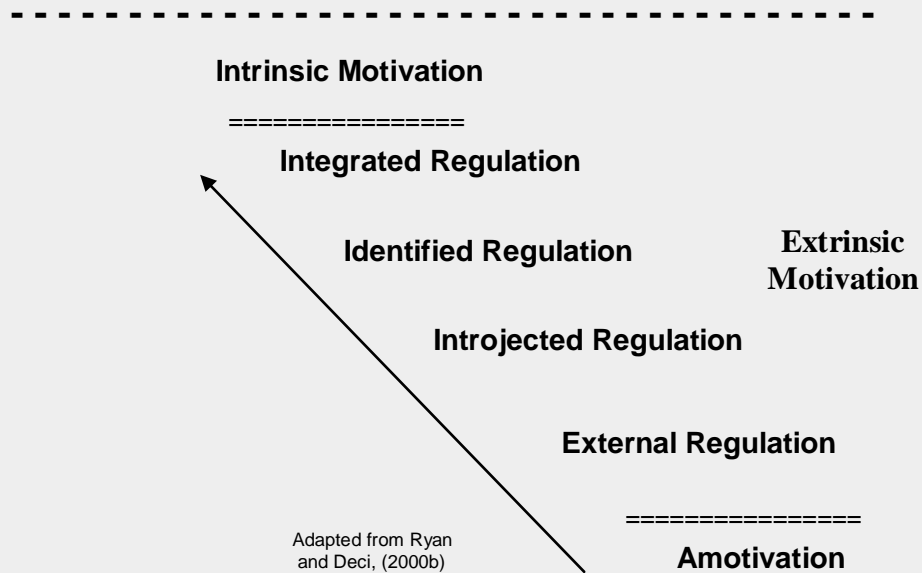 Intrinsic Motivation
================
Integrated Regulation
Identified Regulation
Extrinsic
Motivation
Introjected Regulation
External Regulation
================
Adapted from Ryan
and Deci, (2000b)
Amotivation